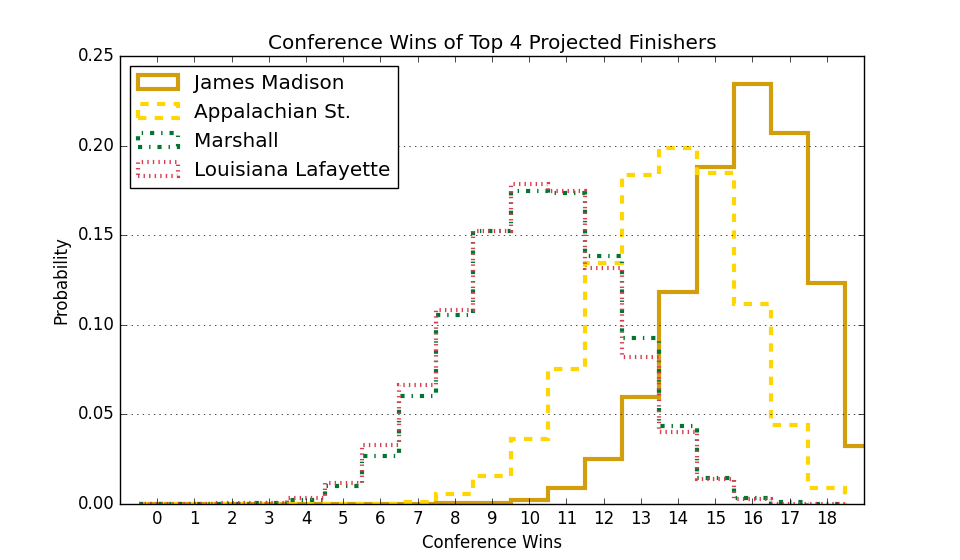 Conference Wins of Top 4 Projected Finishers
0.25
0.20
0.15
0.10
0.05
0.00
Probability
James Madison
Appalachian St.
Marshall
Louisiana Lafayette
0 1 2 3 4 5 6 7 8 9 10 11 12 13 14 15 16 17 18
Conference Wins